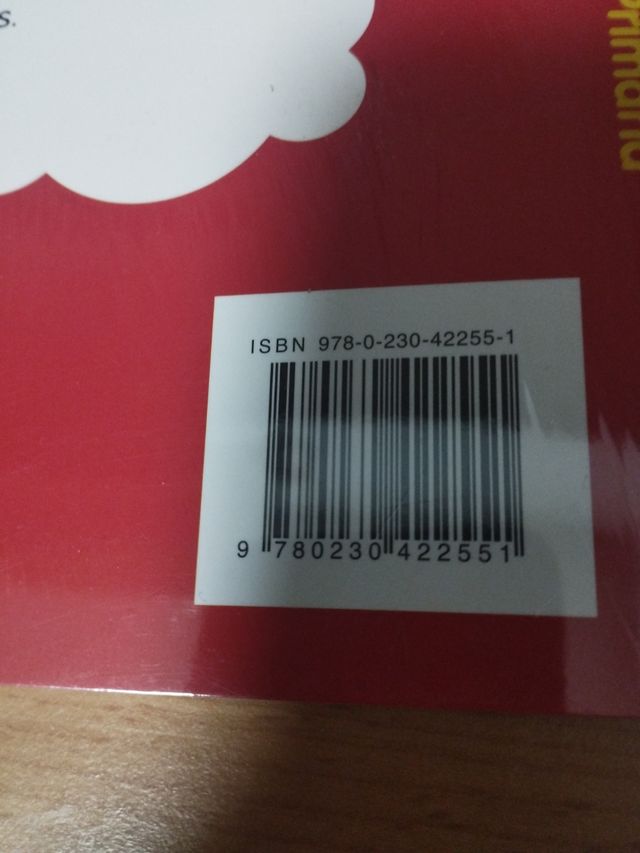 s.
primaria
ISBN 978-0-230-42255-1
9 780230 422551